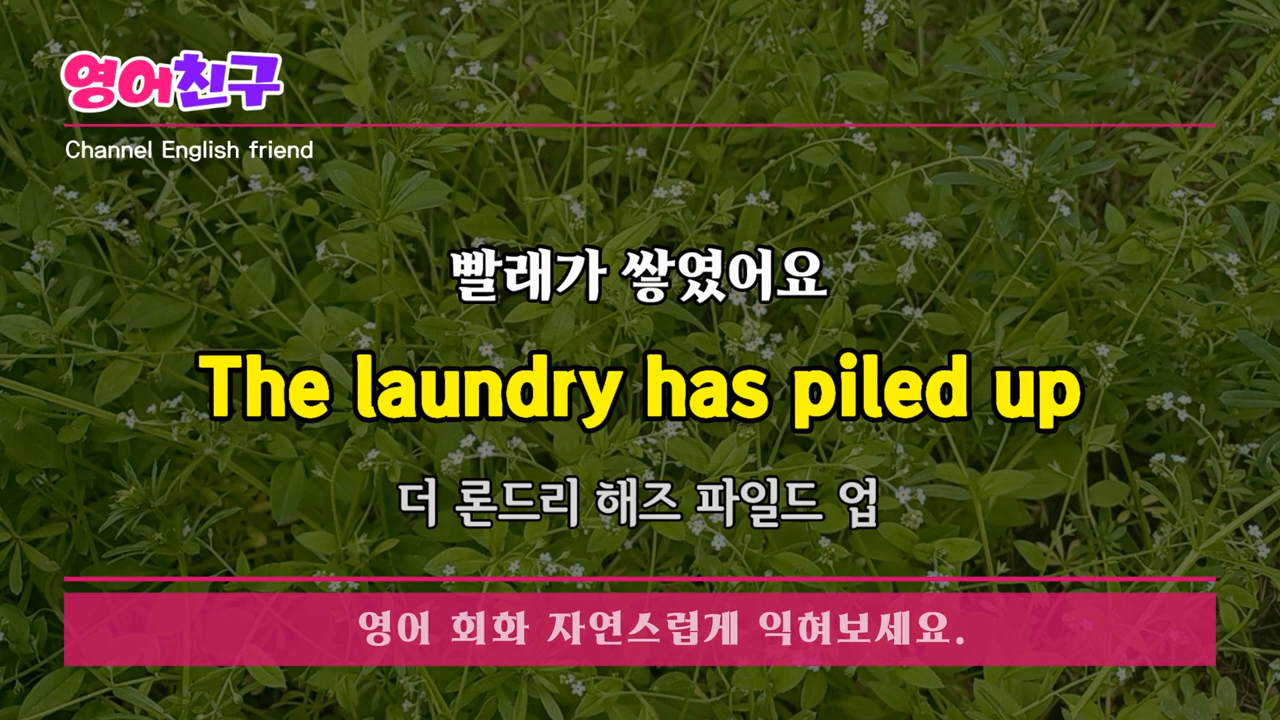 영어친구
Channel English friend
빨래가 쌓였어요
The laundry has piled up
더 론드리 해즈 파일드 업
영어 회화 자연스럽게 익혀보세요.